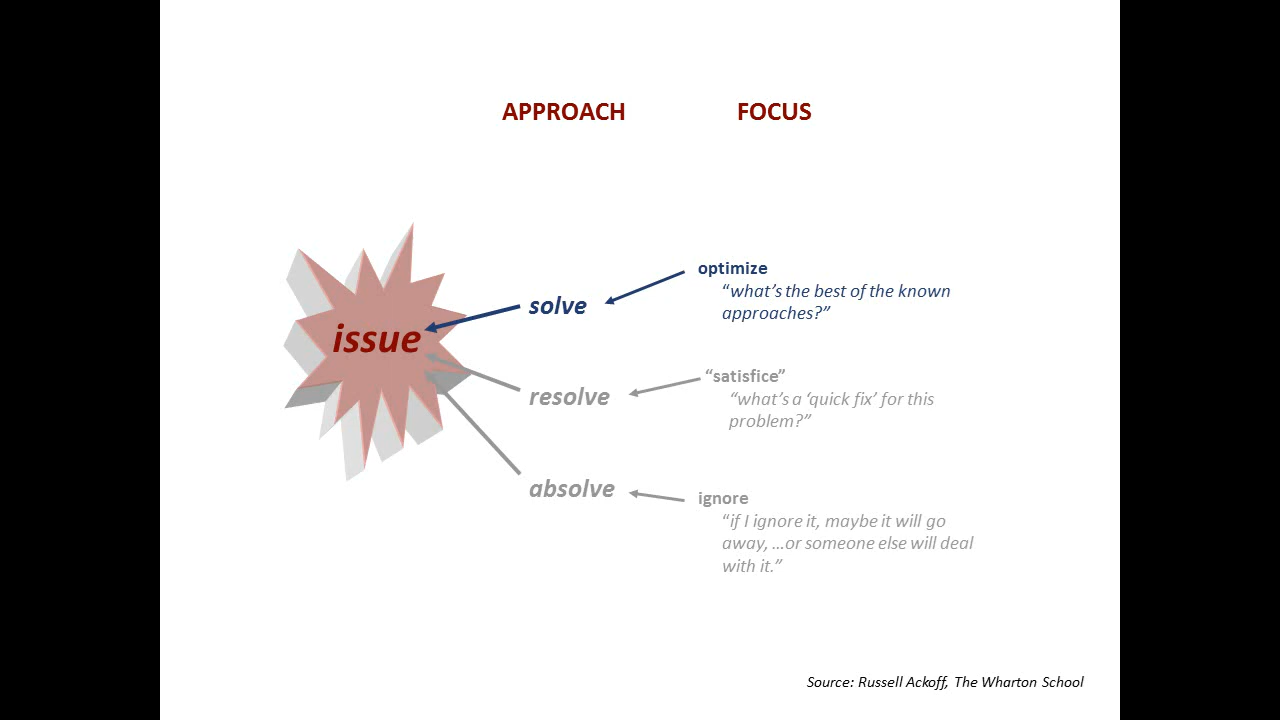 APPROACH FOCUS
issue
solve
optimize
“what’s the best of the known
approaches?”
resolve
“satisfice”
“what’s a ‘quick fix’ for this
problem?”
absolve
ignore
“if I ignore it, maybe it will go
away, …or someone else will deal
with it.”
Source: Russell Ackoff, The Wharton School